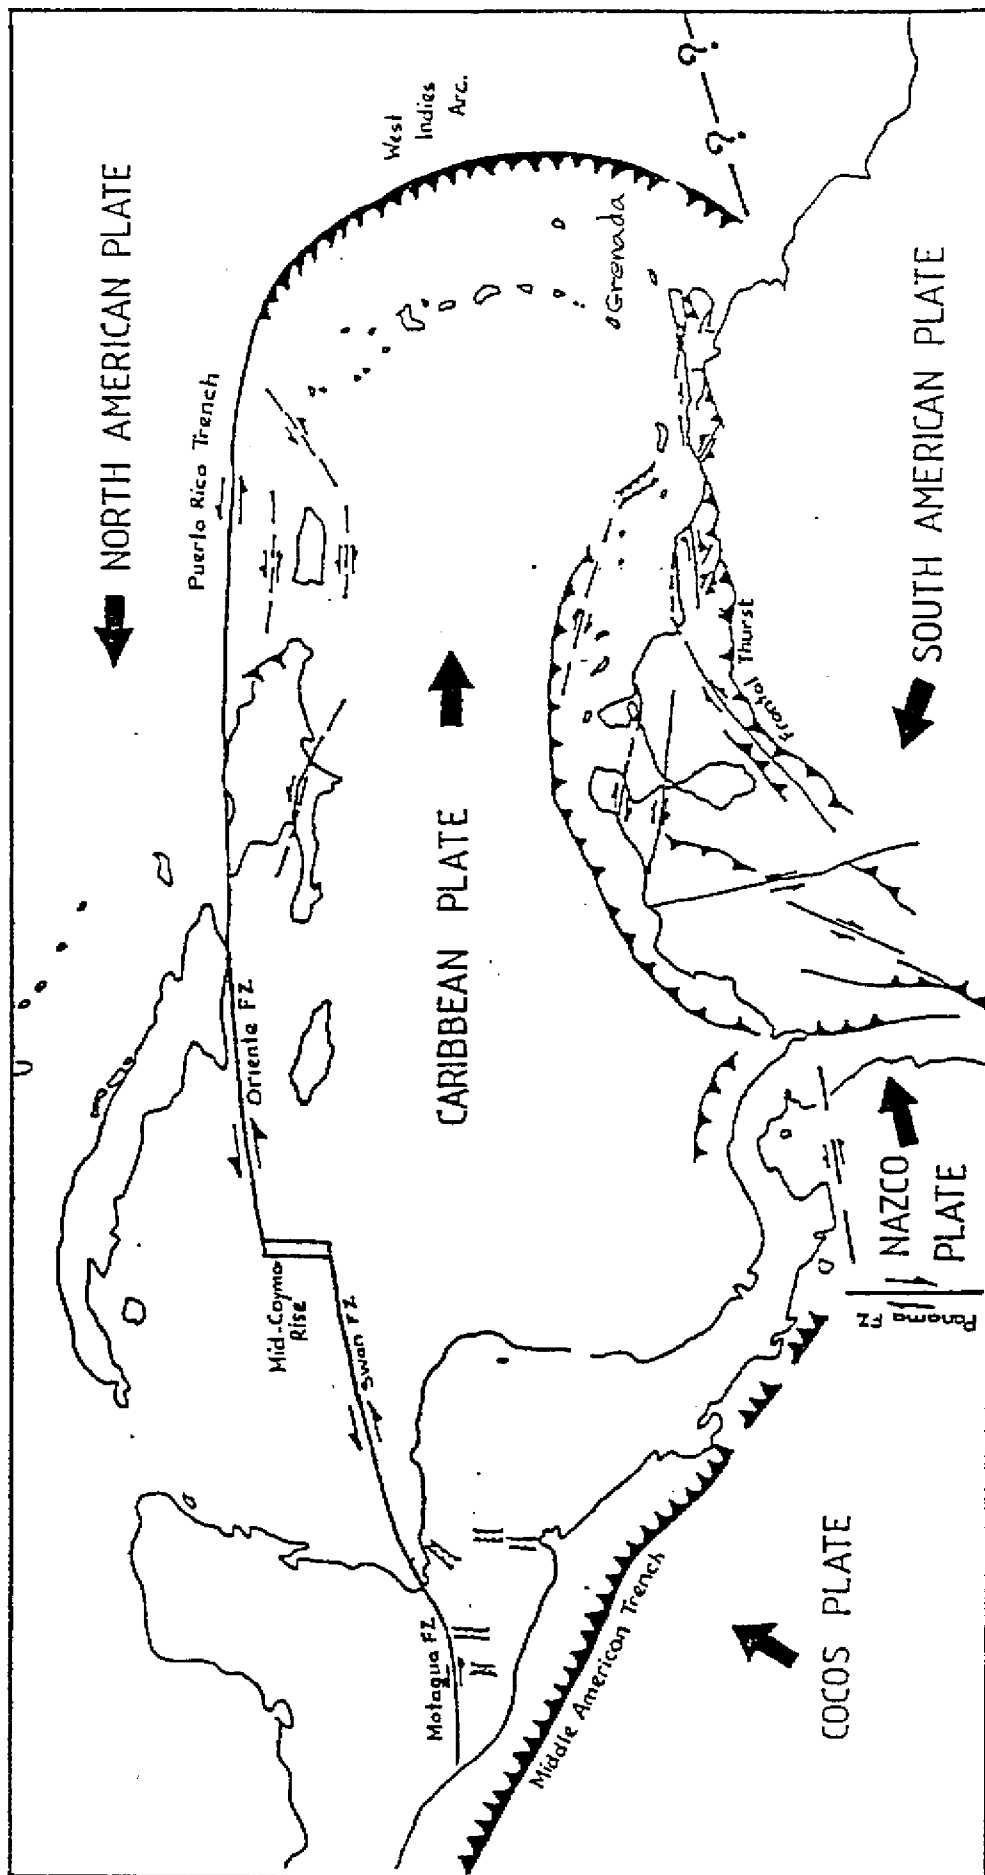 NORTH AMERICAN PLATE
West
Indies
Arc.
Puerto Rico Trench
?
?
Grenada
Oriente FZ
Mid-Cayman
Rise
Swan FZ
Motagua FZ
CARIBBEAN PLATE
Frontal Thurst
SOUTH AMERICAN PLATE
Middle American Trench
COCOS PLATE
NAZCO
PLATE
Panama
FZ